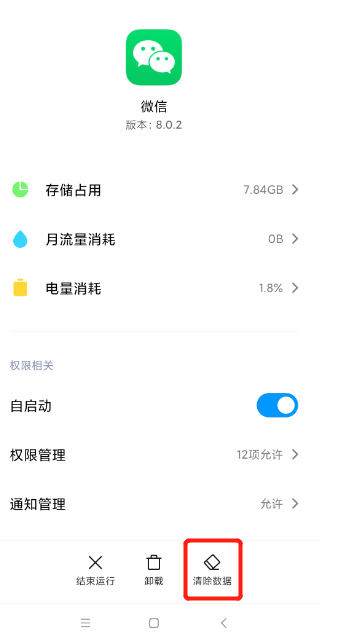 微信
版本：8.0.2
存储占用 7.84GB
月流量消耗 0B
电量消耗 1.8%
权限相关
自启动
权限管理 12项允许
通知管理 允许
结束运行 卸载 清除数据